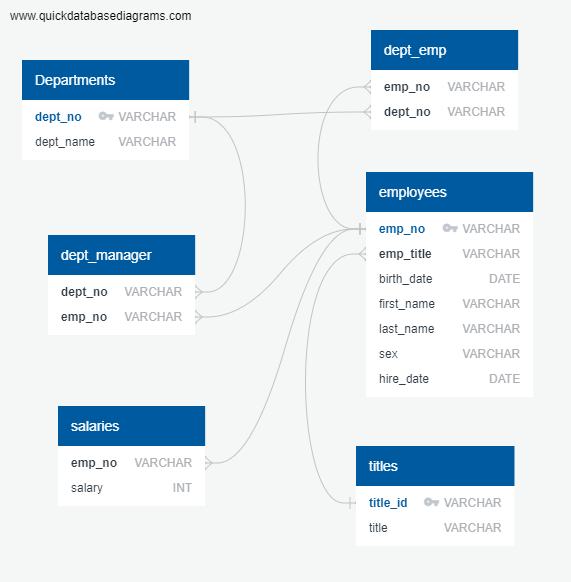 www.quickdatabasediagrams.com
Departments
dept_no VARCHAR
dept_name VARCHAR
dept_emp
emp_no VARCHAR
dept_no VARCHAR
employees
emp_no VARCHAR
emp_title VARCHAR
birth_date DATE
first_name VARCHAR
last_name VARCHAR
sex VARCHAR
hire_date DATE
dept_manager
dept_no VARCHAR
emp_no VARCHAR
salaries
emp_no VARCHAR
salary INT
titles
title_id VARCHAR
title VARCHAR